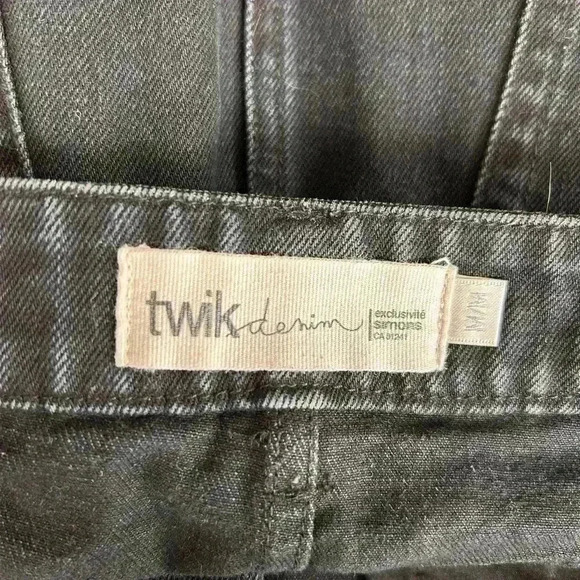 twik denim
exclusivité
simons
CA 01241
M/M